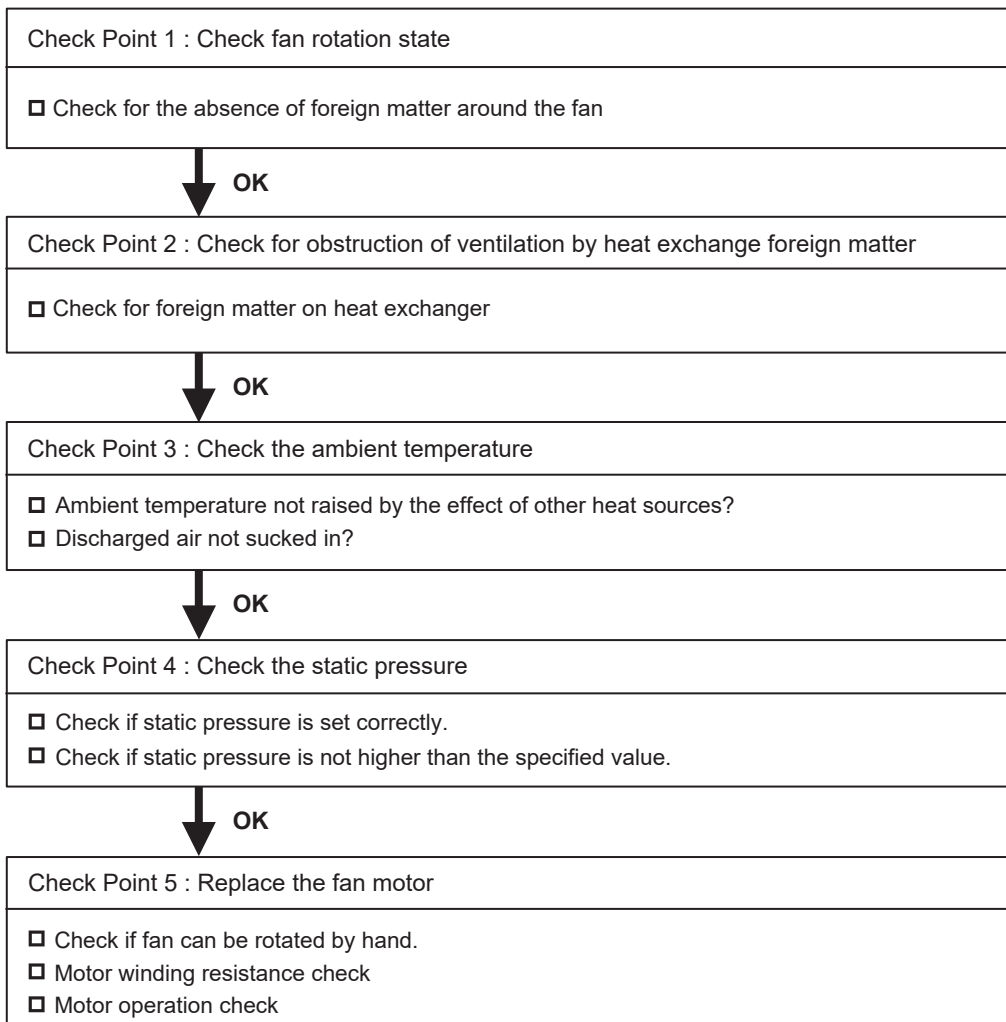 Check Point 1 : Check fan rotation state
Check for the absence of foreign matter around the fan
OK
Check Point 2 : Check for obstruction of ventilation by heat exchange foreign matter
Check for foreign matter on heat exchanger
OK
Check Point 3 : Check the ambient temperature
Ambient temperature not raised by the effect of other heat sources?
Discharged air not sucked in?
OK
Check Point 4 : Check the static pressure
Check if static pressure is set correctly.
Check if static pressure is not higher than the specified value.
OK
Check Point 5 : Replace the fan motor
Check if fan can be rotated by hand.
Motor winding resistance check
Motor operation check